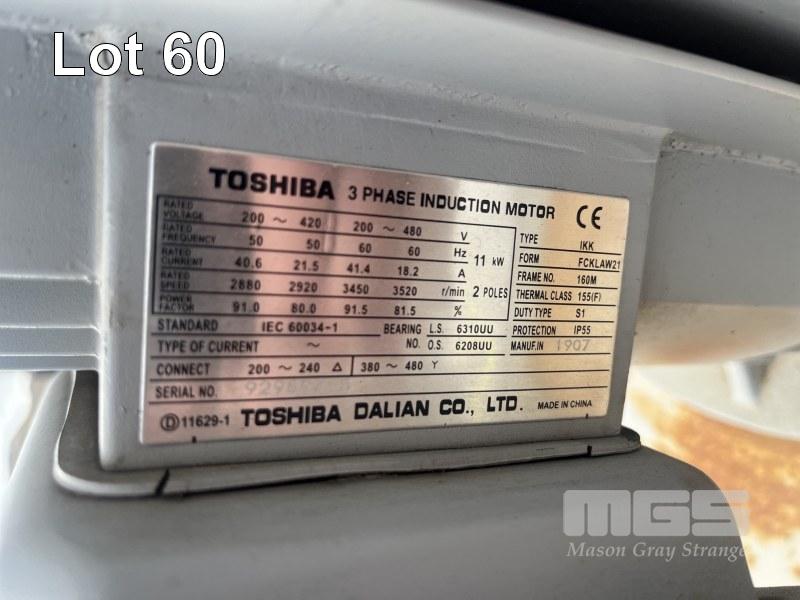 Lot 60
TOSHIBA 3 PHASE INDUCTION MOTOR CE
RATED VOLTAGE 200 ~ 420 200 ~ 480 V
RATED FREQUENCY 50 50 60 60 Hz
RATED CURRENT 40.6 21.5 41.4 18.2 A
RATED SPEED 2880 2920 3450 3520 r/min
POWER FACTOR 91.0 80.0 91.5 81.5 %
11 kW
2 POLES
TYPE IKK
FORM FCKLAW21
FRAME NO. 160M
THERMAL CLASS 155(F)
DUTY TYPE S1
PROTECTION IP55
MANUF.IN 1907
STANDARD IEC 60034-1
BEARING NO. L.S. 6310UU
O.S. 6208UU
TYPE OF CURRENT ~
CONNECT 200 ~ 240 Δ 380 ~ 480 Y
SERIAL NO.
D 11629-1 TOSHIBA DALIAN CO., LTD. MADE IN CHINA
MGS
Mason Gray Strange